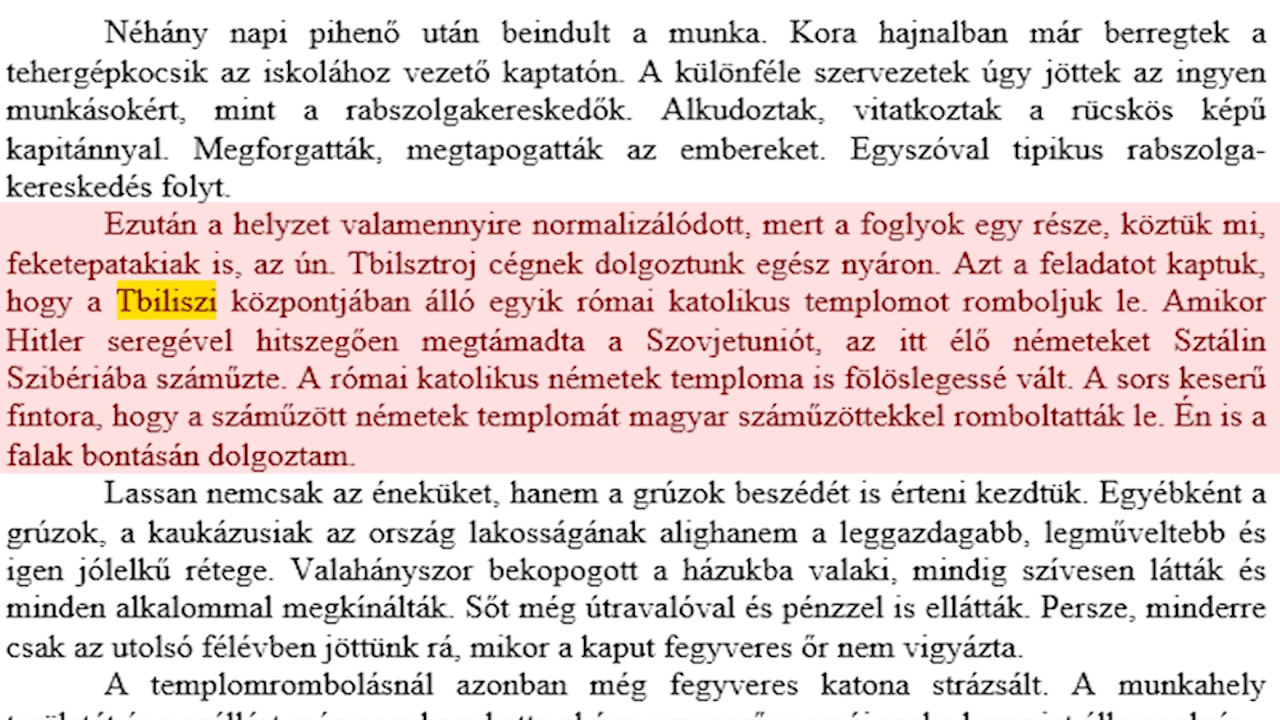 Néhány napi pihenő után beindult a munka. Kora hajnalban már berregtek a
tehergépkocsik az iskolához vezető kaptatón. A különféle szervezetek úgy jöttek az ingyen
munkásokért, mint a rabszolgakereskedők. Alkudoztak, vitatkoztak a rücskös képű
kapitánnyal. Megforgatták, megtapogatták az embereket. Egyszóval tipikus rabszolga-
kereskedés folyt.
Ezután a helyzet valamennyire normalizálódott, mert a foglyok egy része, köztük mi,
feketepatakiak is, az ún. Tbilsztroj cégnek dolgoztunk egész nyáron. Azt a feladatot kaptuk,
hogy a Tbiliszi központjában álló egyik római katolikus templomot romboljuk le. Amikor
Hitler seregével hitszegően megtámadta a Szovjetuniót, az itt élő németeket Sztálin
Szibériába száműzte. A római katolikus németek temploma is fölöslegessé vált. A sors keserű
fintora, hogy a száműzött németek templomát magyar száműzöttekkel romboltatták le. Én is a
falak bontásán dolgoztam.
Lassan nemcsak az éneküket, hanem a grúzok beszédét is érteni kezdtük. Egyébként a
grúzok, a kaukázusiak az ország lakosságának alighanem a leggazdagabb, legműveltebb és
igen jólelkű rétege. Valahányszor bekopogott a házukba valaki, mindig szívesen látták és
minden alkalommal megkínálták. Sőt még útravalóval és pénzzel is ellátták. Persze, minderre
csak az utolsó félévben jöttünk rá, mikor a kaput fegyveres őr nem vigyázta.
A templomrombolásnál azonban még fegyveres katona strázsált. A munkahely